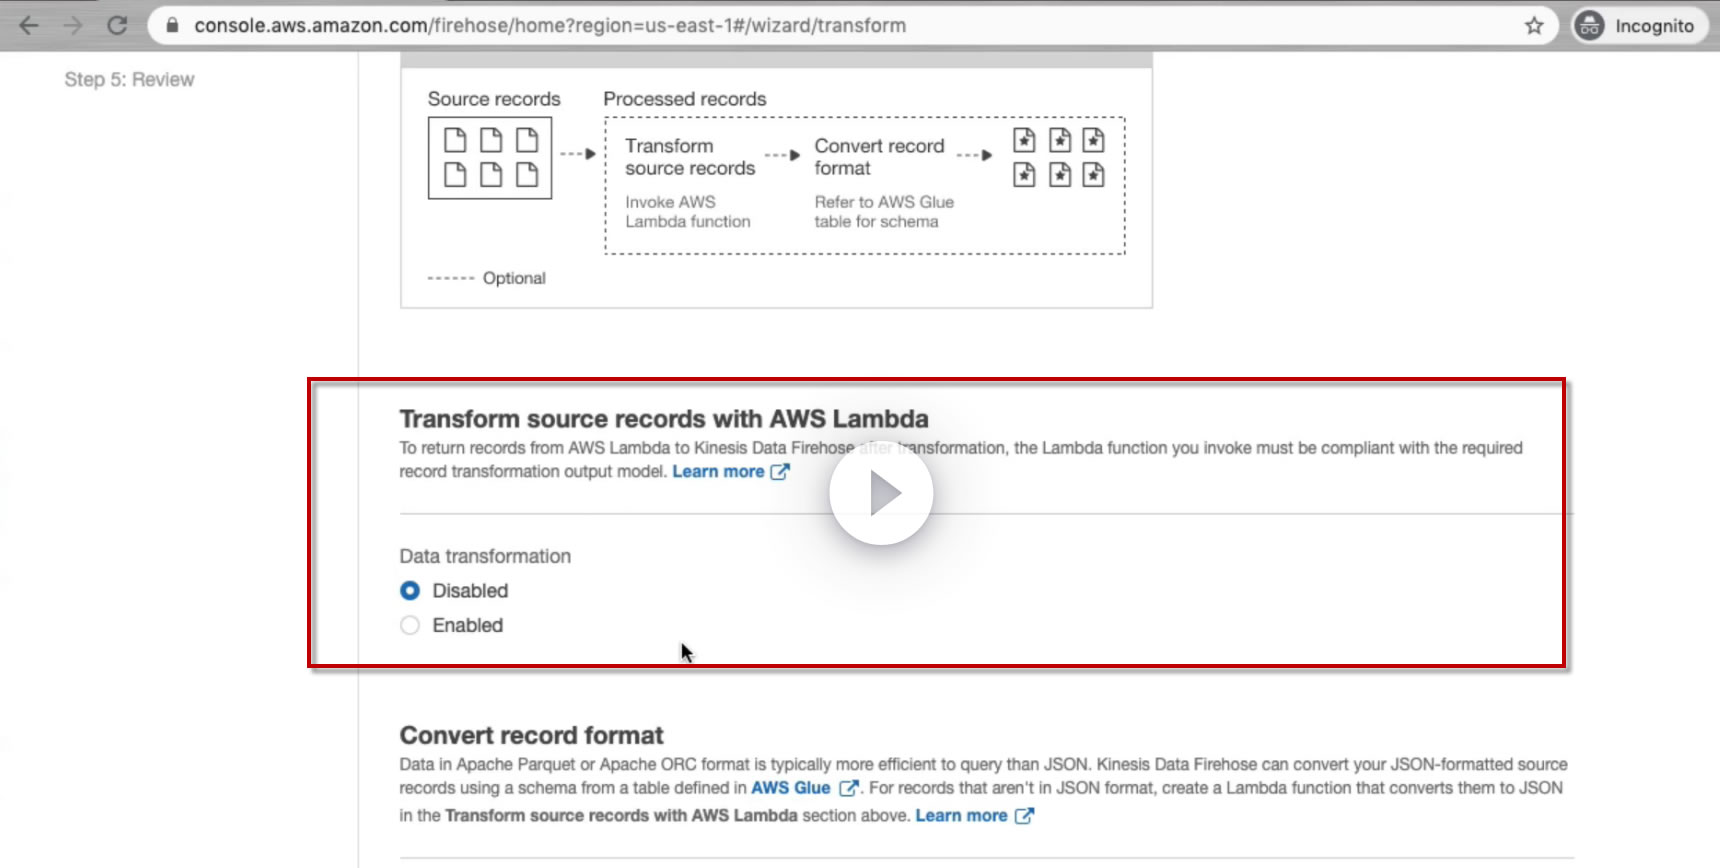 console.aws.amazon.com/firehose/home?region=us-east-1#/wizard/transform
Incognito
Step 5: Review
Source records
Processed records
Transform
source records
Invoke AWS
Lambda function
Convert record
format
Refer to AWS Glue
table for schema
------ Optional
Transform source records with AWS Lambda
To return records from AWS Lambda to Kinesis Data Firehose after transformation, the Lambda function you invoke must be compliant with the required
record transformation output model. Learn more
Data transformation
Disabled
Enabled
Convert record format
Data in Apache Parquet or Apache ORC format is typically more efficient to query than JSON. Kinesis Data Firehose can convert your JSON-formatted source
records using a schema from a table defined in AWS Glue . For records that aren't in JSON format, create a Lambda function that converts them to JSON
in the Transform source records with AWS Lambda section above. Learn more